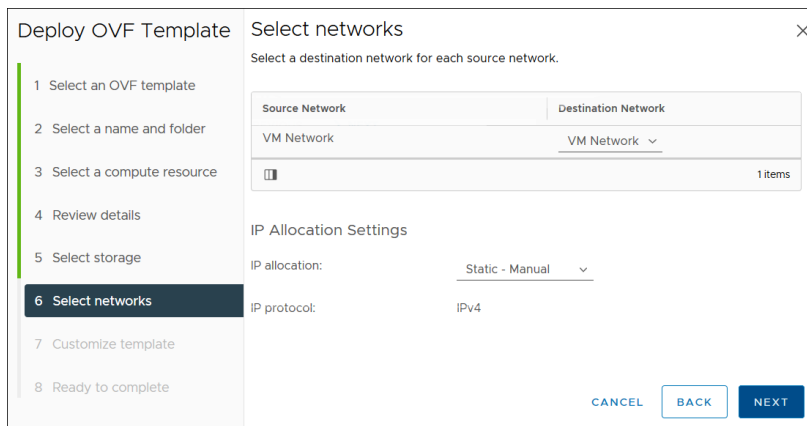 Deploy OVF Template
1 Select an OVF template
2 Select a name and folder
3 Select a compute resource
4 Review details
5 Select storage
6 Select networks
7 Customize template
8 Ready to complete
Select networks
Select a destination network for each source network.
Source Network Destination Network
VM Network VM Network
1 items
IP Allocation Settings
IP allocation: Static - Manual
IP protocol: IPv4
CANCEL BACK NEXT